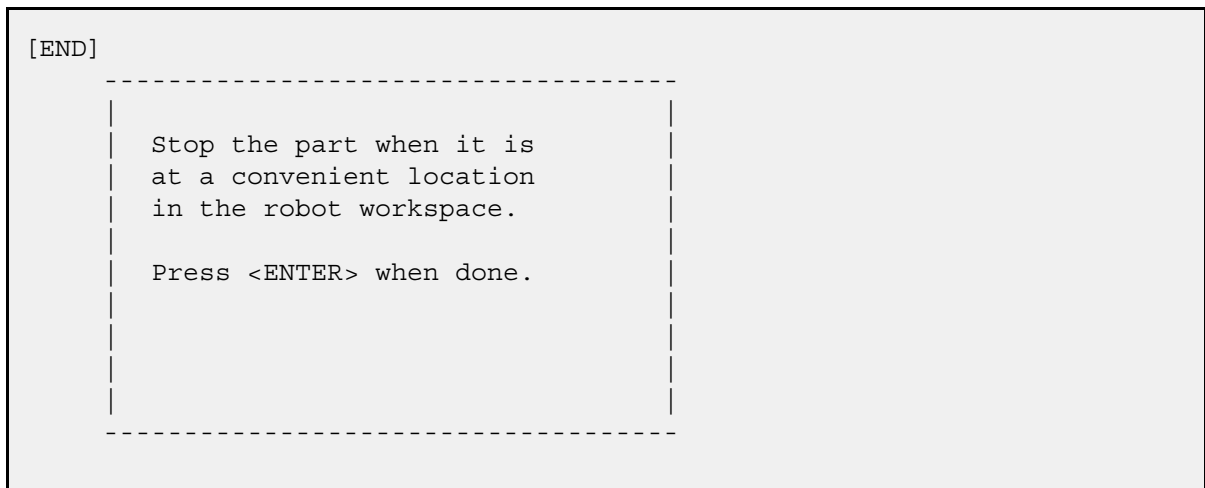 [END]
------------------------------------
| |
| Stop the part when it is |
| at a convenient location |
| in the robot workspace. |
| |
| Press <ENTER> when done. |
| |
| |
| |
| |
------------------------------------